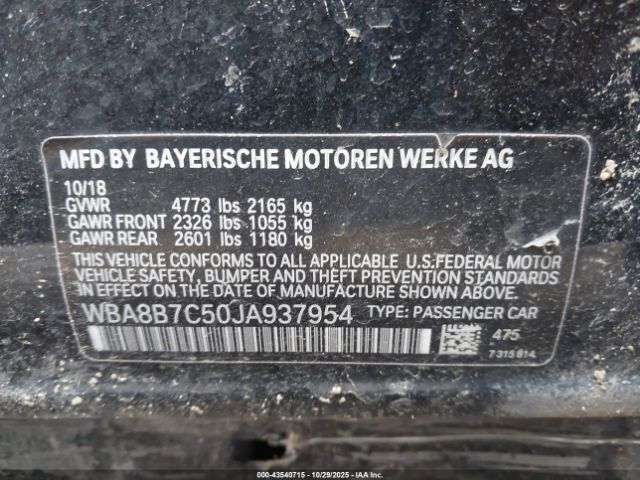 MFD BY BAYERISCHE MOTOREN WERKE AG
10/18
GVWR 4773 lbs 2165 kg
GAWR FRONT 2326 lbs 1055 kg
GAWR REAR 2601 lbs 1180 kg
THIS VEHICLE CONFORMS TO ALL APPLICABLE U.S.FEDERAL MOTOR
VEHICLE SAFETY, BUMPER AND THEFT PREVENTION STANDARDS
IN EFFECT ON THE DATE OF MANUFACTURE SHOWN ABOVE.
WBA8B7C50JA937954 TYPE: PASSENGER CAR
475
7315814
000-43540715 | 10/29/2025 | IAAI, Inc.